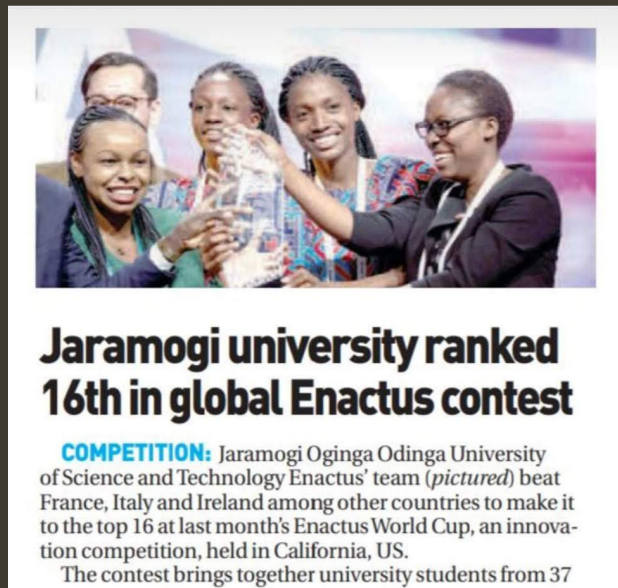 Jaramogi university ranked
16th in global Enactus contest
COMPETITION: Jaramogi Oginga Odinga University
of Science and Technology Enactus' team (pictured) beat
France, Italy and Ireland among other countries to make it
to the top 16 at last month's Enactus World Cup, an innova-
tion competition, held in California, US.
The contest brings together university students from 37